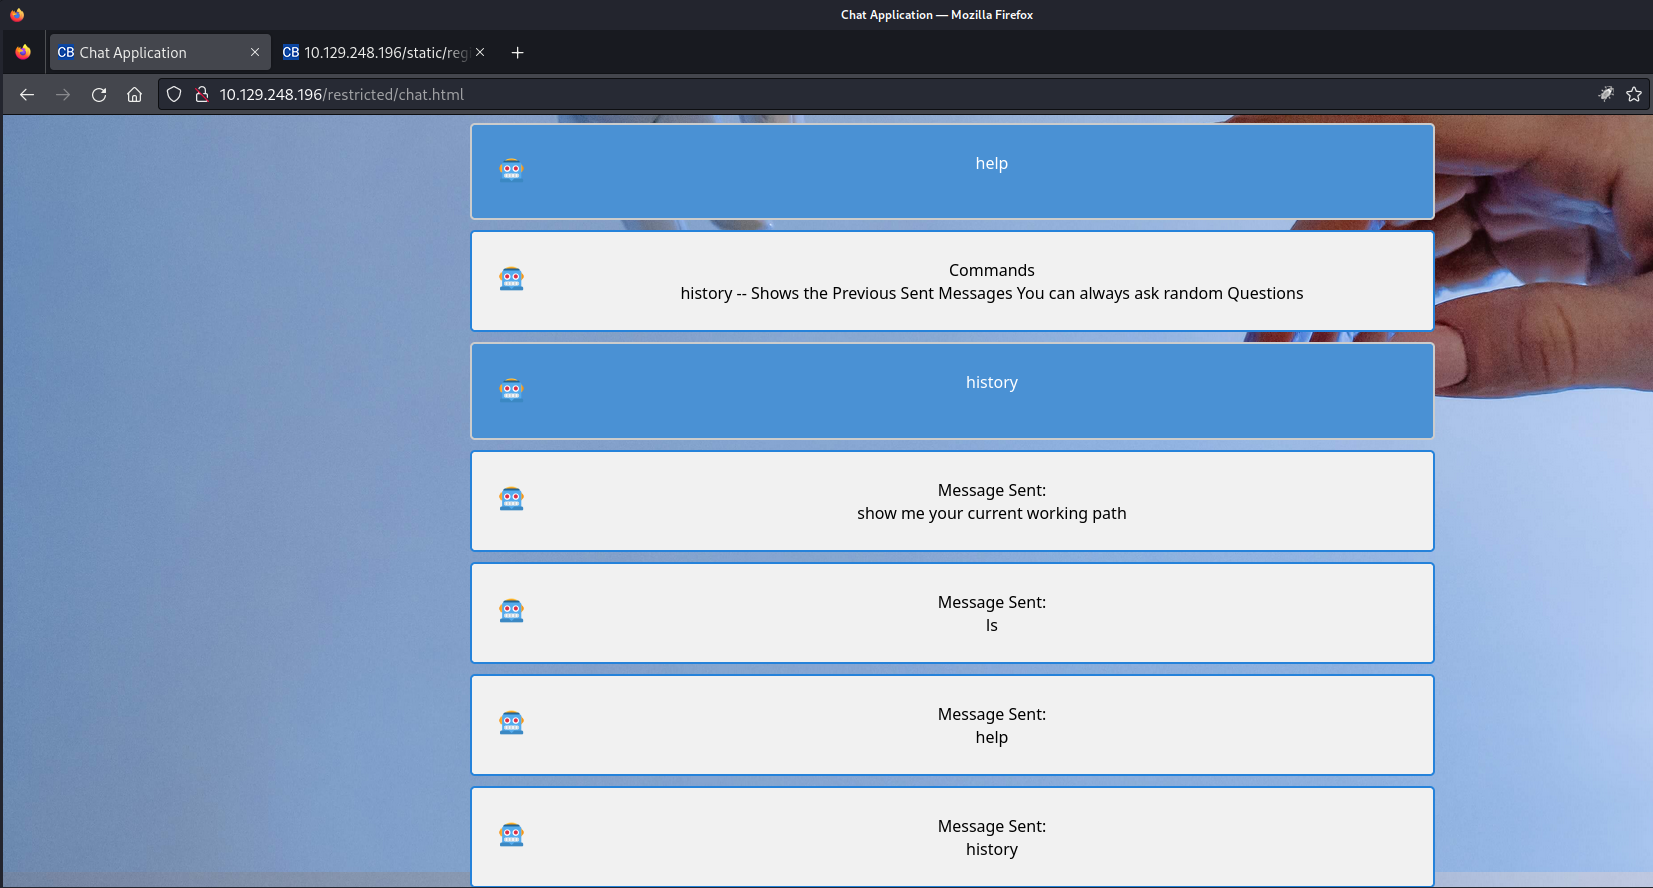 Chat Application — Mozilla Firefox
CB Chat Application
CB 10.129.248.196/static/reg
10.129.248.196/restricted/chat.html
help
Commands
history -- Shows the Previous Sent Messages You can always ask random Questions
history
Message Sent:
show me your current working path
Message Sent:
ls
Message Sent:
help
Message Sent:
history